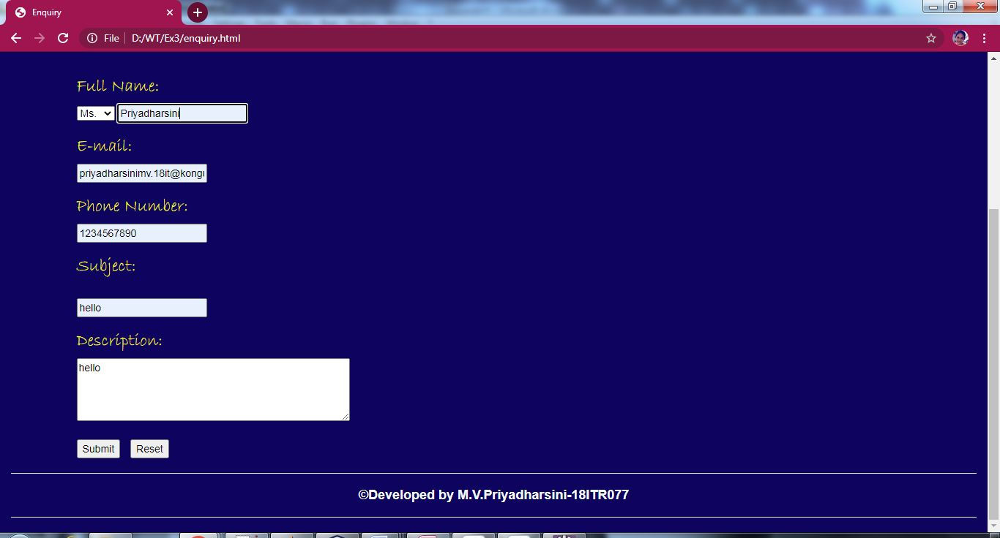 Enquiry
File D:/WT/Ex3/enquiry.html
Full Name:
Ms. Priyadharsini
E-mail:
priyadharsinimv.18it@kong
Phone Number:
1234567890
Subject:
hello
Description:
hello
Submit Reset
©Developed by M.V.Priyadharsini-18ITR077